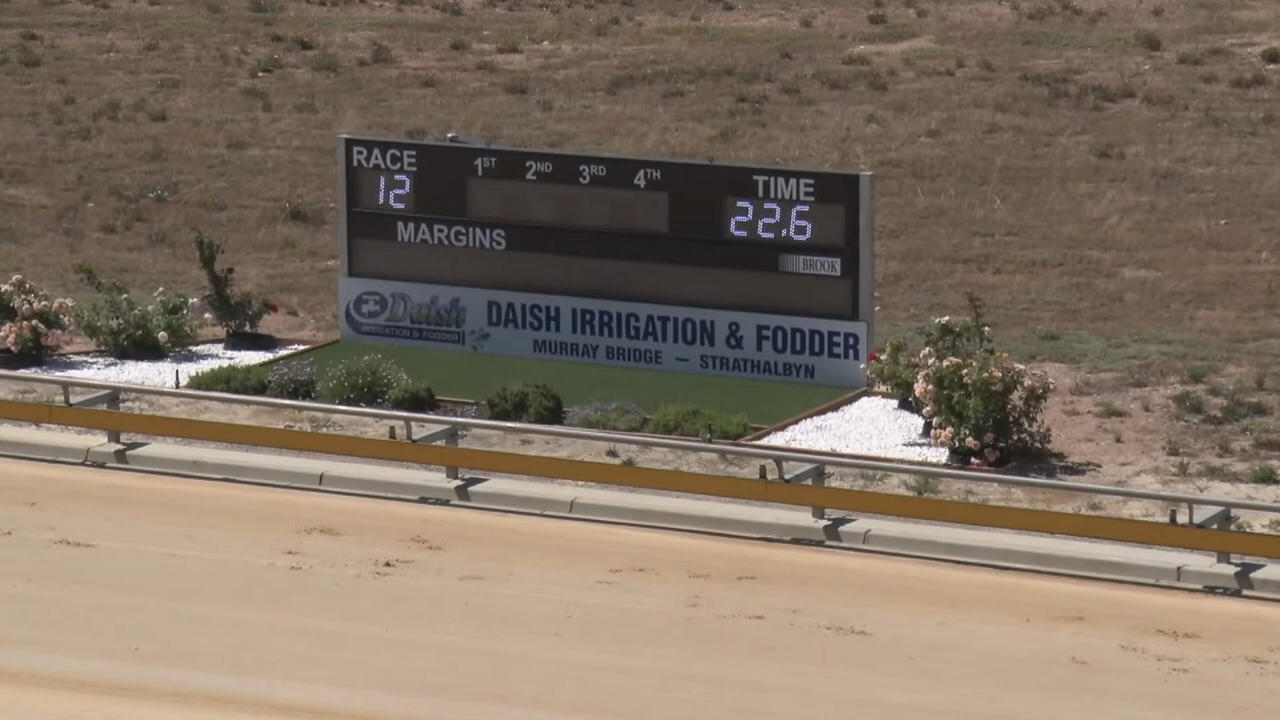 RACE 1ST 2ND 3RD 4TH TIME
12 22.6
MARGINS
BROOK
Daish
IRRIGATION & FODDER
DAISH IRRIGATION & FODDER
MURRAY BRIDGE — STRATHALBYN